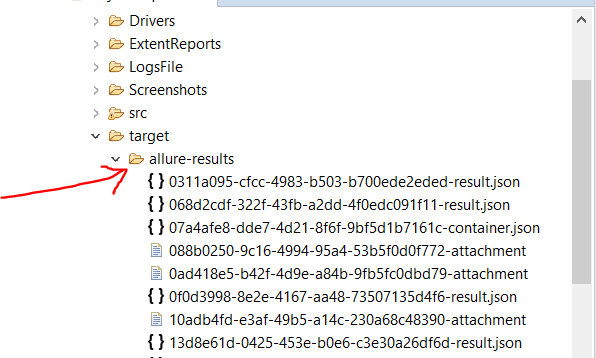 Drivers
ExtentReports
LogsFile
Screenshots
src
target
allure-results
{ } 0311a095-cfcc-4983-b503-b700ede2eded-result.json
{ } 068d2cdf-322f-43fb-a2dd-4f0edc091f11-result.json
{ } 07a4afe8-dde7-4d21-8f6f-9bf5d1b7161c-container.json
088b0250-9c16-4994-95a4-53b5f0d0f772-attachment
0ad418e5-b42f-4d9e-a84b-9fb5fc0dbd79-attachment
{ } 0f0d3998-8e2e-4167-aa48-73507135d4f6-result.json
10adb4fd-e3af-49b5-a14c-230a68c48390-attachment
{ } 13d8e61d-0425-453e-b0e6-c3e30a26df6d-result.json